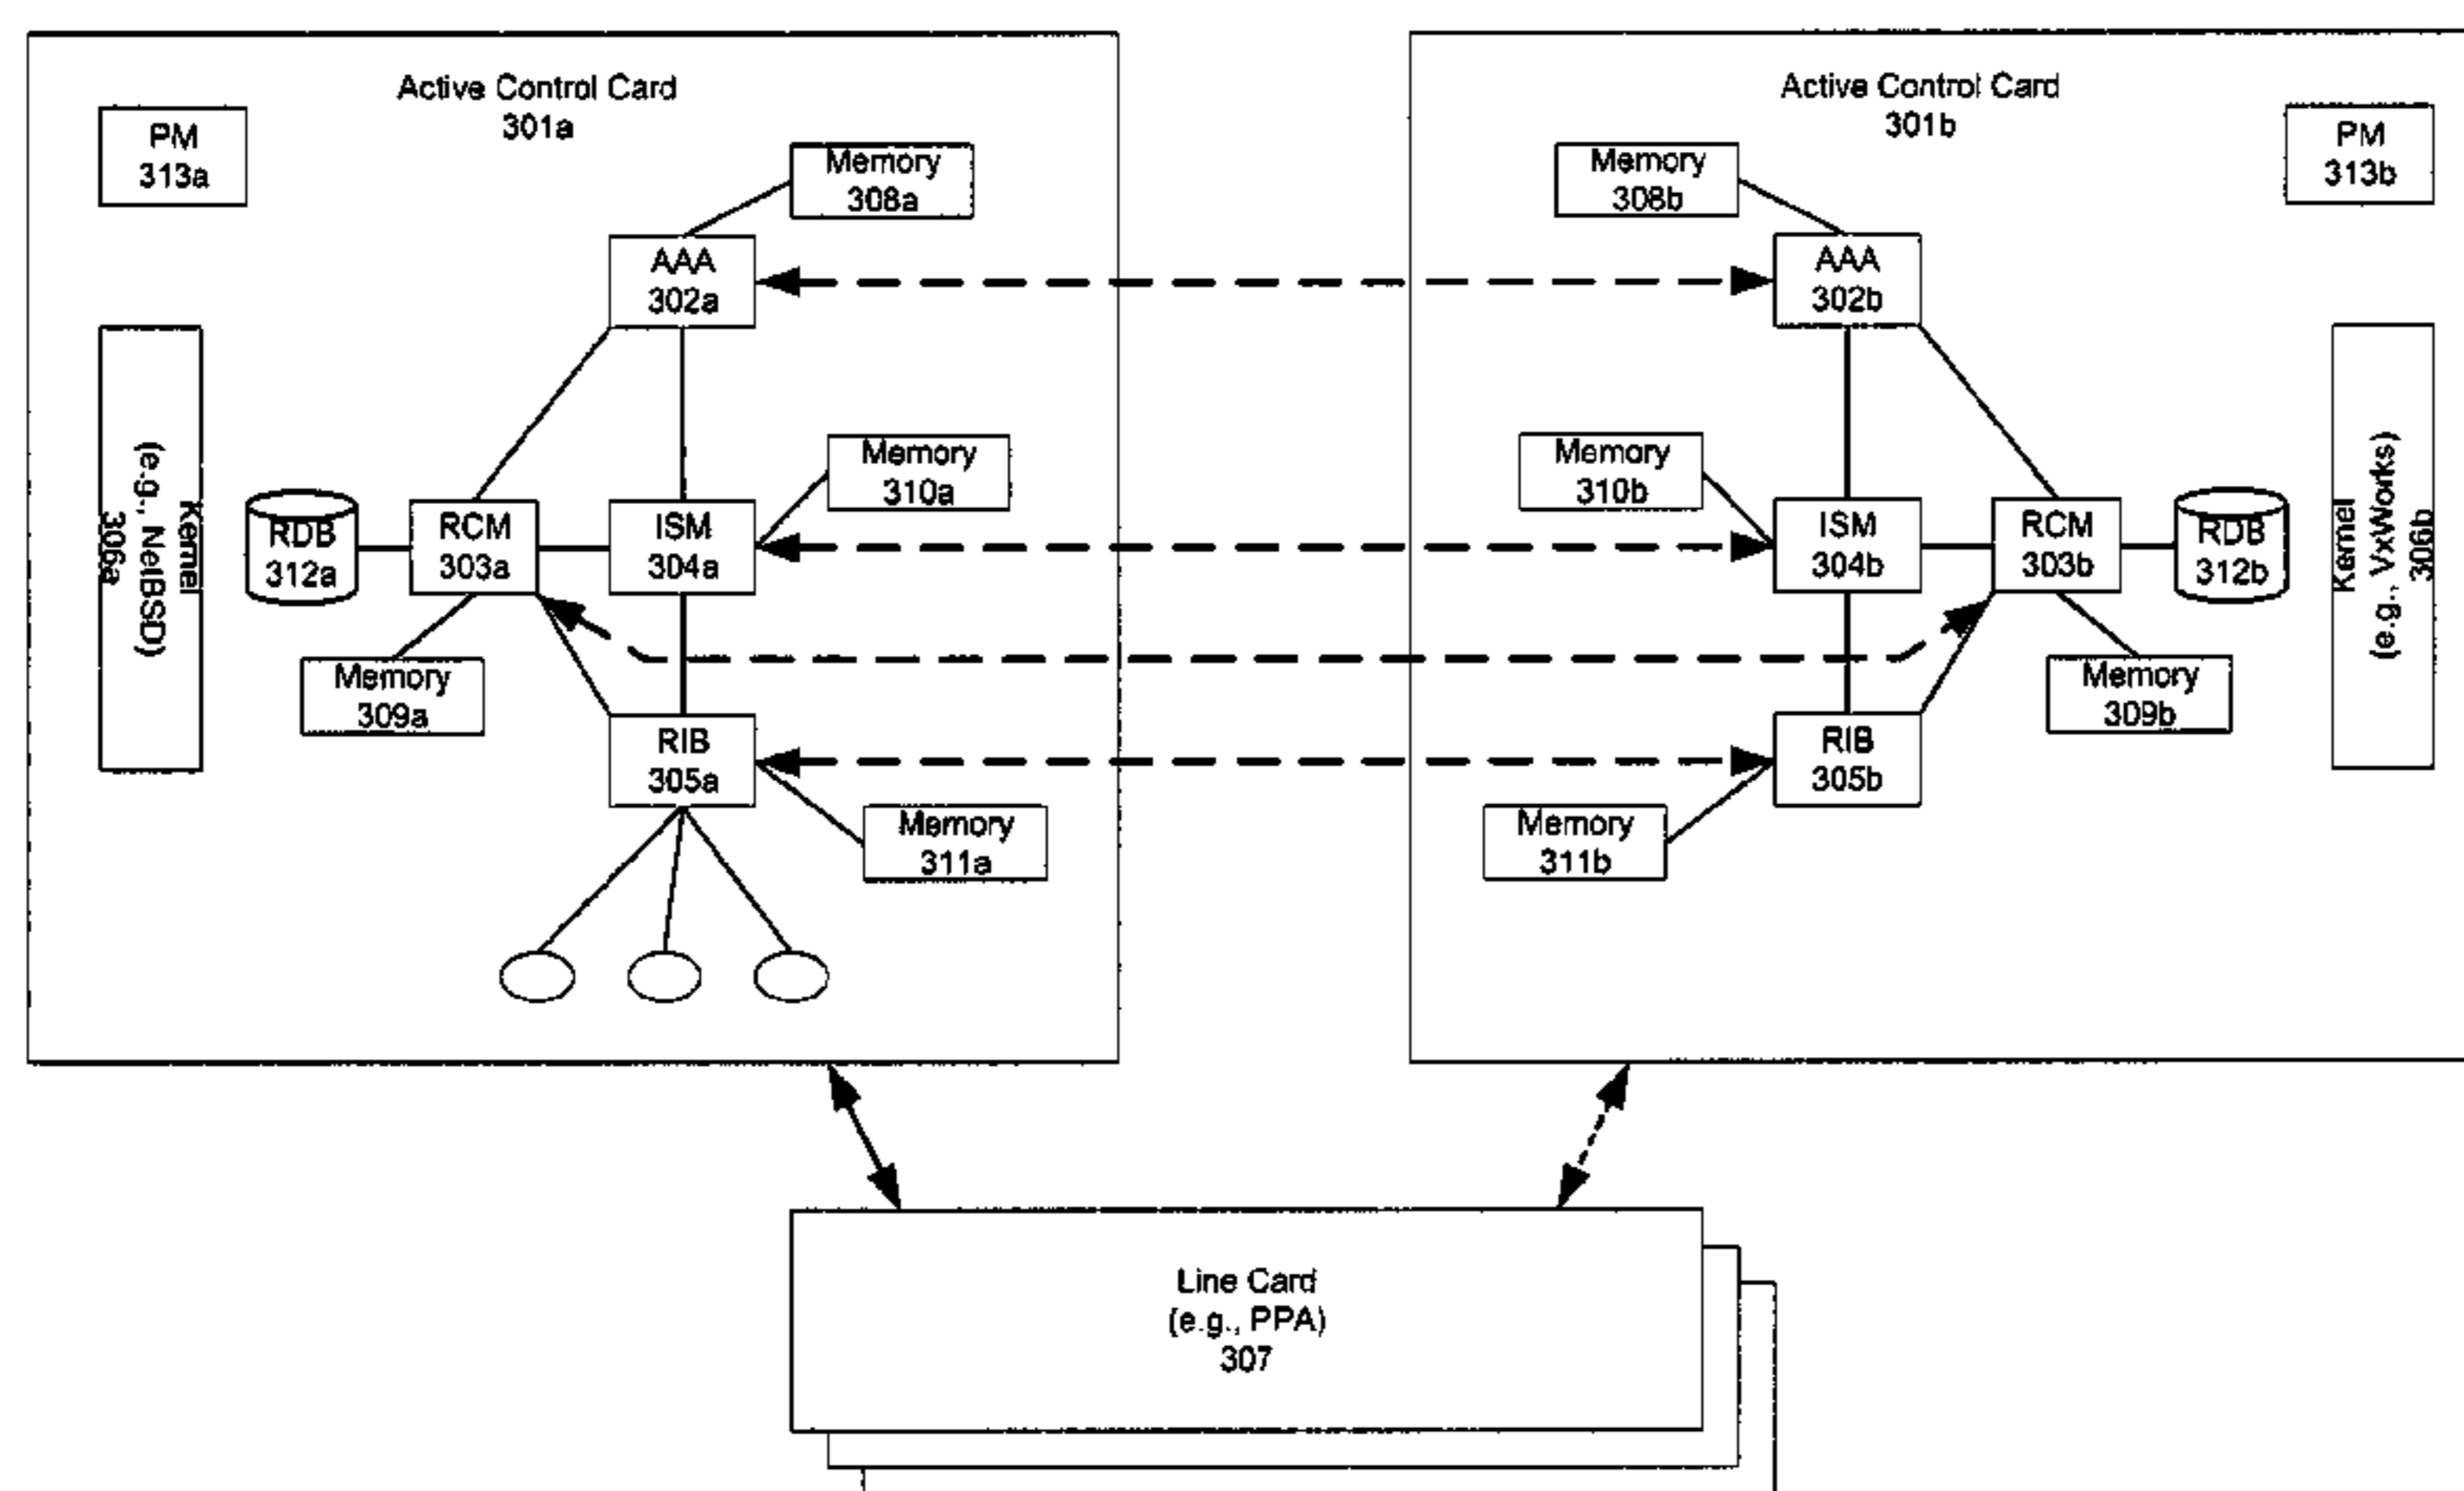 Active Control Card
301a
PM
313a
Memory
308a
AAA
302a
Kernel
(e.g., NetBSD)
306a
Memory
310a
RDB
312a
RCM
303a
ISM
304a
Memory
309a
RIB
305a
Memory
311a
Active Control Card
301b
PM
313b
Memory
308b
AAA
302b
Memory
310b
ISM
304b
RCM
303b
RDB
312b
Kernel
(e.g., VxWorks)
306b
Memory
309b
RIB
305b
Memory
311b
Line Card
(e.g., PPA)
307